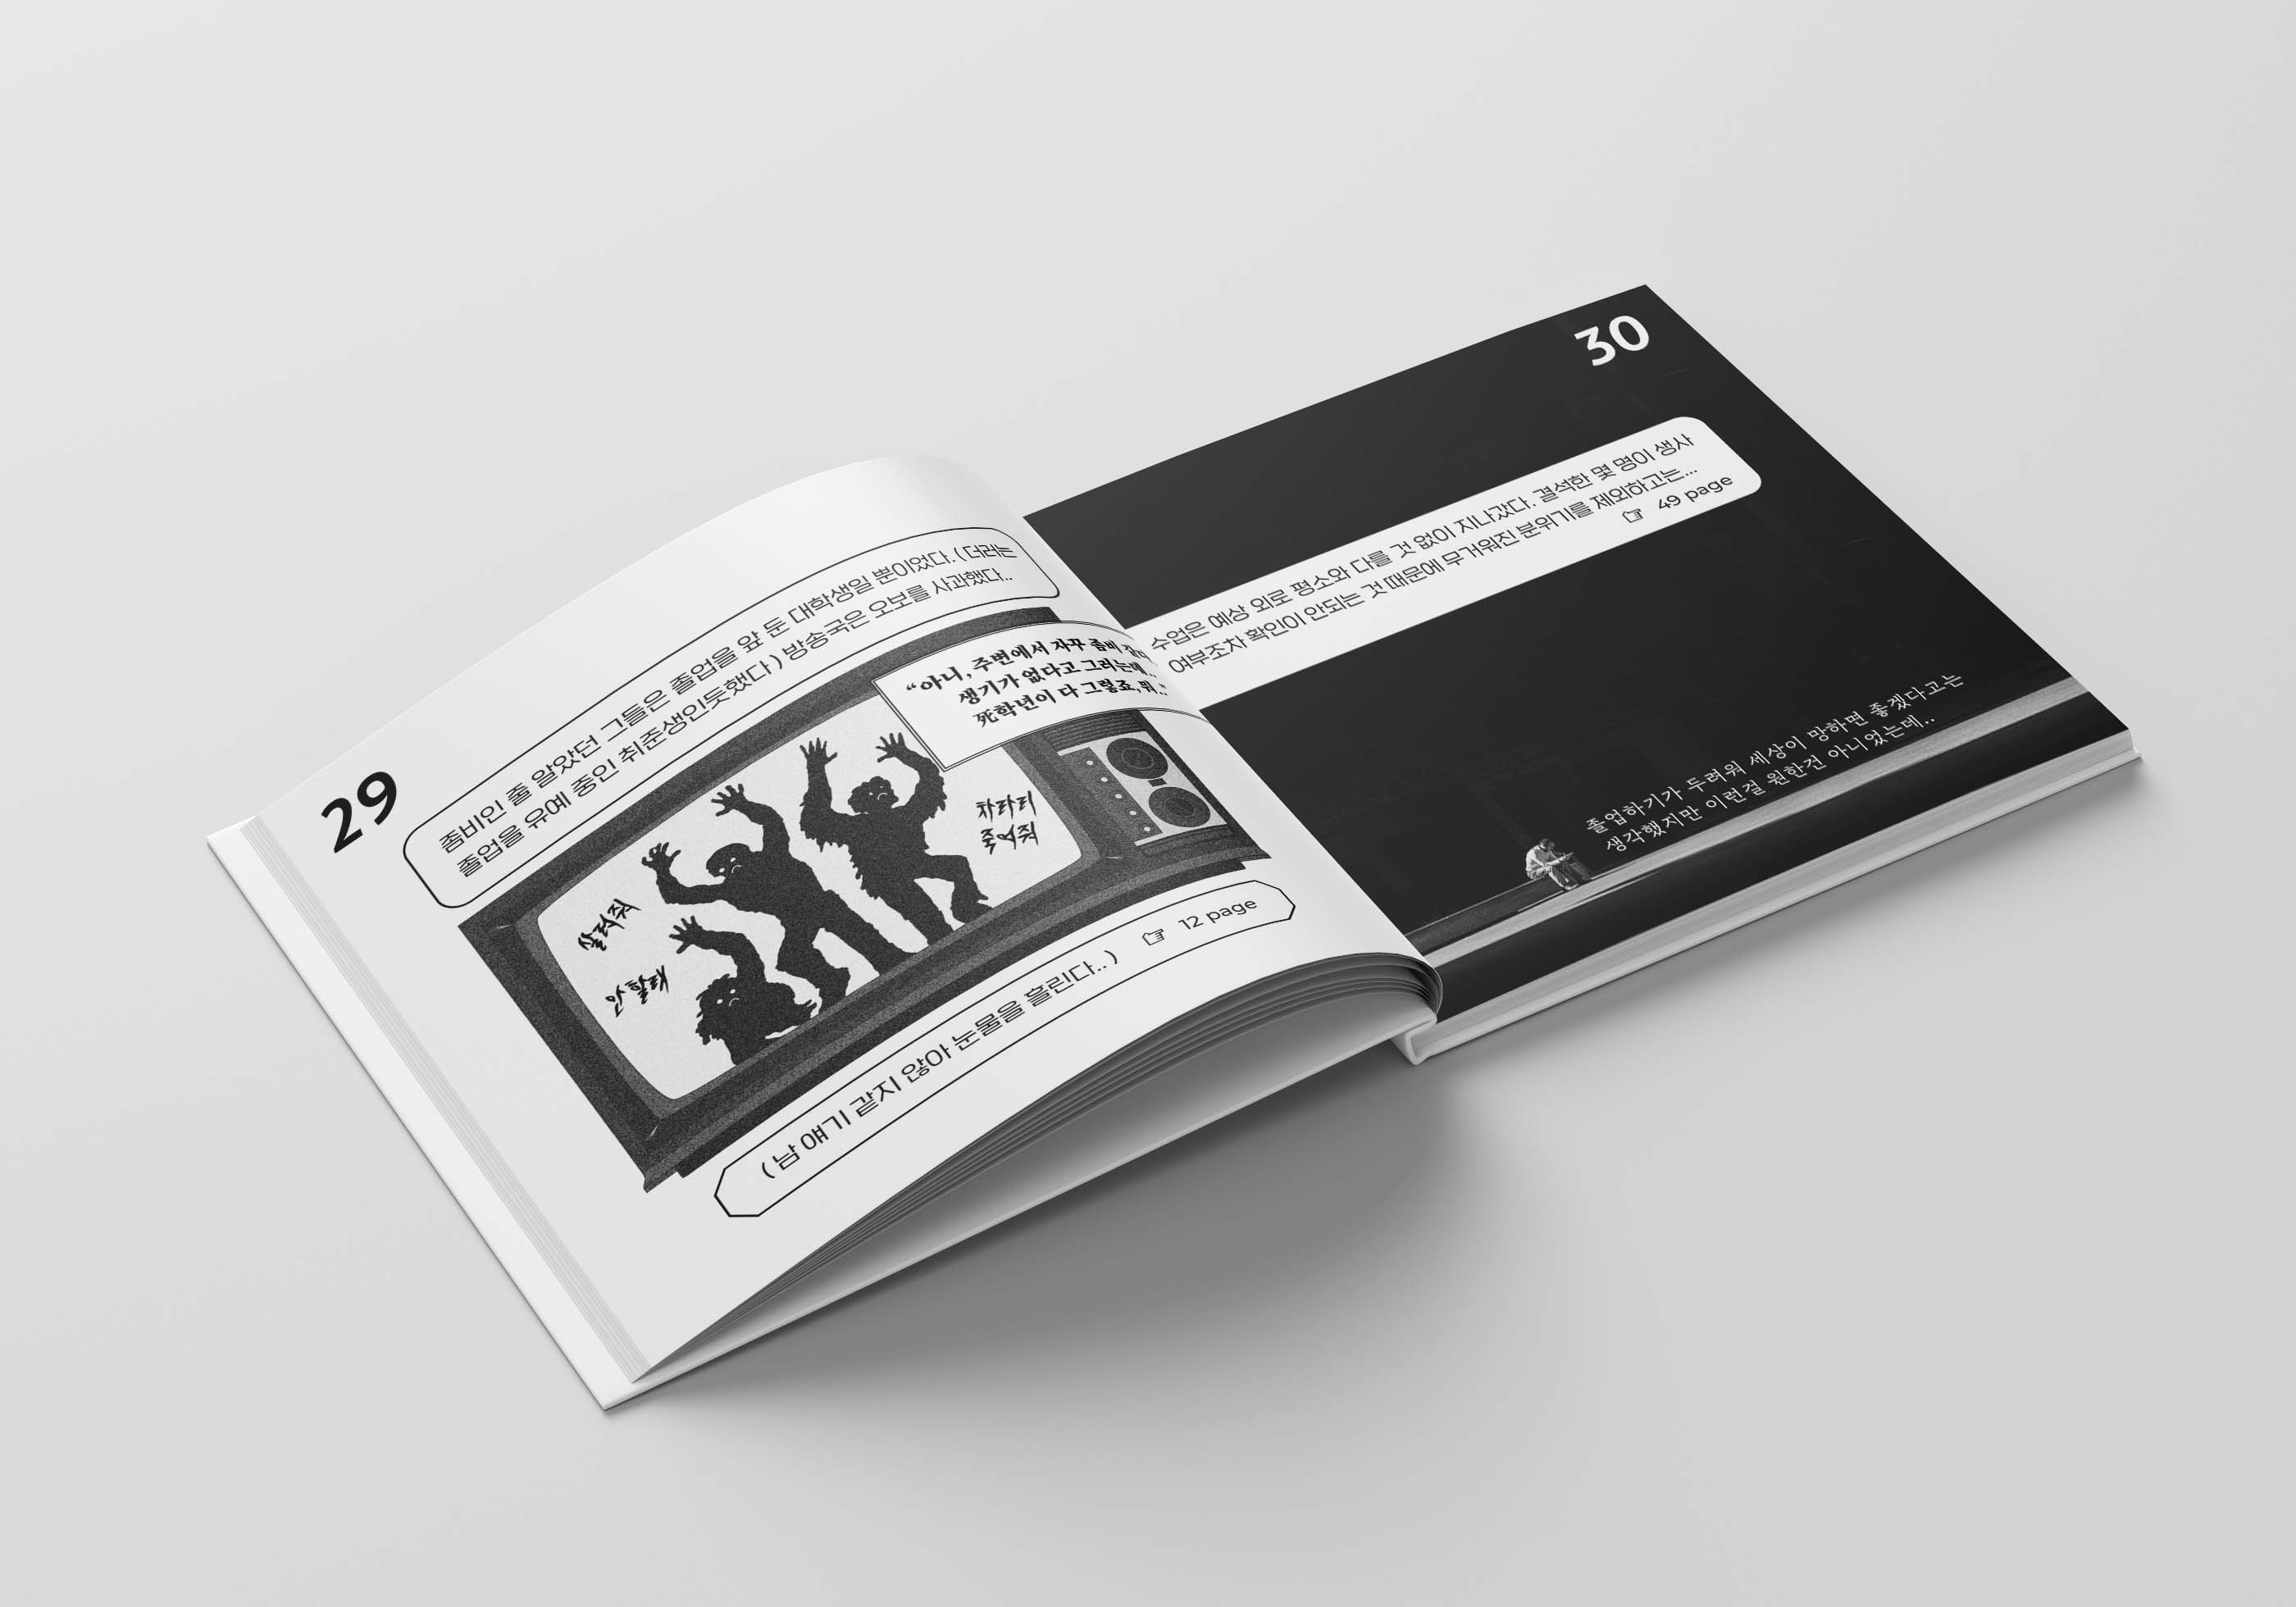 29
좀비인 줄 알았던 그들은 졸업을 앞 둔 대학생일 뿐이었다. ( 더러는
졸업을 유예 중인 취준생인듯했다 ) 방송국은 오보를 사과했다..
“아니, 주변에서 자꾸 좀비
생기가 없다고 그러는데..
死학년이 다 그렇죠, 뭐..”
살려줘
안 할래
차라리
죽여줘
( 남 얘기 같지 않아 눈물을 흘린다.. ) ☞ 12 page
30
수업은 예상 외로 평소와 다를 것 없이 지나갔다. 결석한 몇 명이 생사
여부조차 확인이 안되는 것 때문에 무거워진 분위기를 제외하고는...
☞ 49 page
졸업하기가 두려워 세상이 망하면 좋겠다고는
생각했지만 이런걸 원한건 아니었는데..